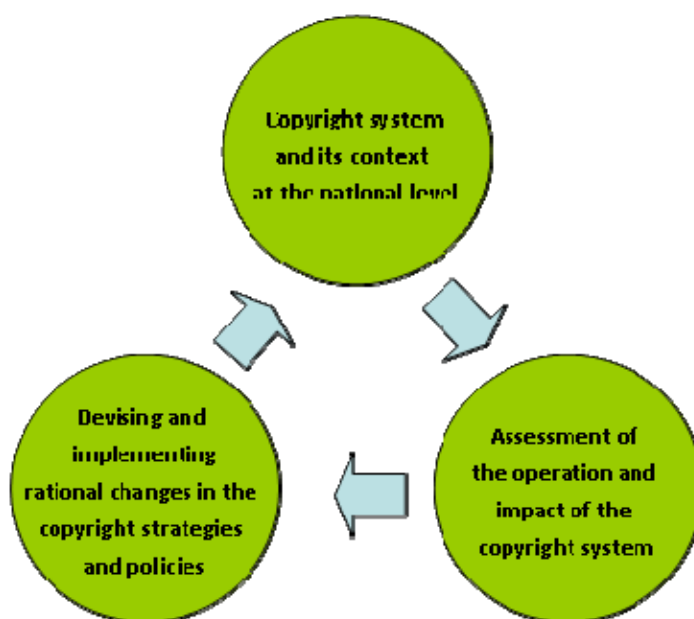 Copyright system
and its context
at the national level
Devising and
implementing
rational changes in the
copyright strategies
and policies
Assessment of
the operation and
impact of the
copyright system